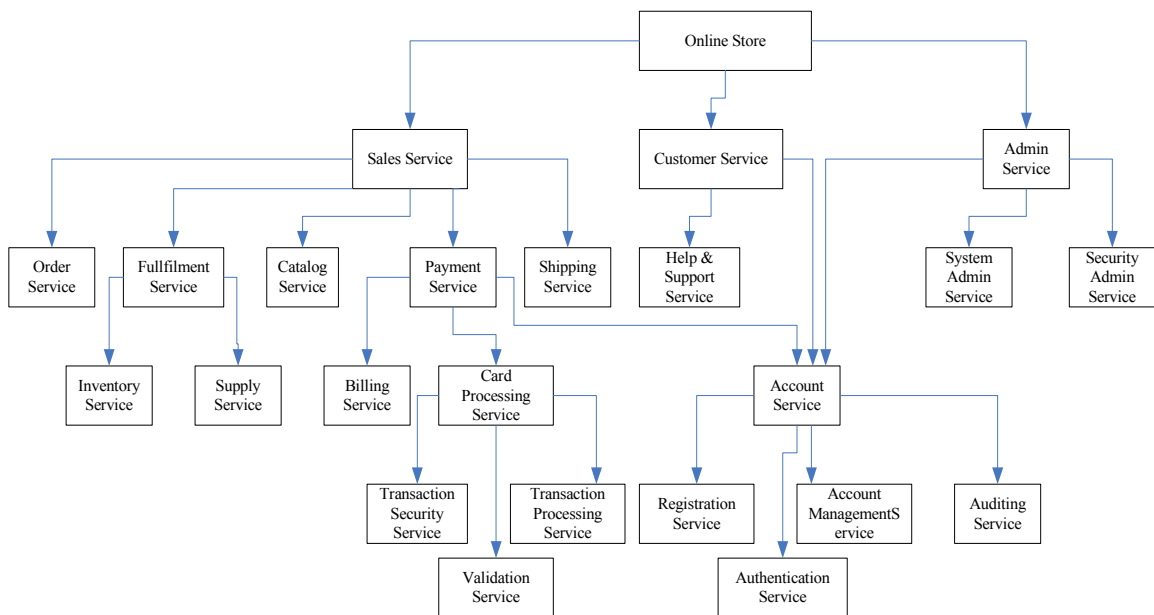 Online Store
Sales Service
Customer Service
Admin
Service
Order
Service
Fullfilment
Service
Catalog
Service
Payment
Service
Shipping
Service
Help &
Support
Service
System
Admin
Service
Security
Admin
Service
Inventory
Service
Supply
Service
Billing
Service
Card
Processing
Service
Account
Service
Transaction
Security
Service
Transaction
Processing
Service
Registration
Service
Account
ManagementS
ervice
Auditing
Service
Validation
Service
Authentication
Service